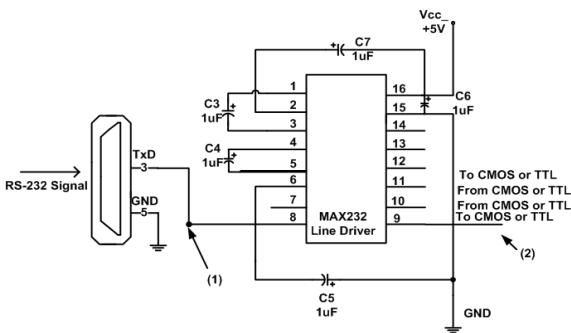 Vcc_
+5V
C7
1uF
+
1
16
C6
1uF
+
2
15
C3
1uF
+
3
14
4
13
C4
1uF
+
5
12
To CMOS or TTL
6
11
From CMOS or TTL
7
10
From CMOS or TTL
8
9
To CMOS or TTL
MAX232
Line Driver
TxD
3
RS-232 Signal
GND
5
(1)
(2)
+
C5
1uF
GND